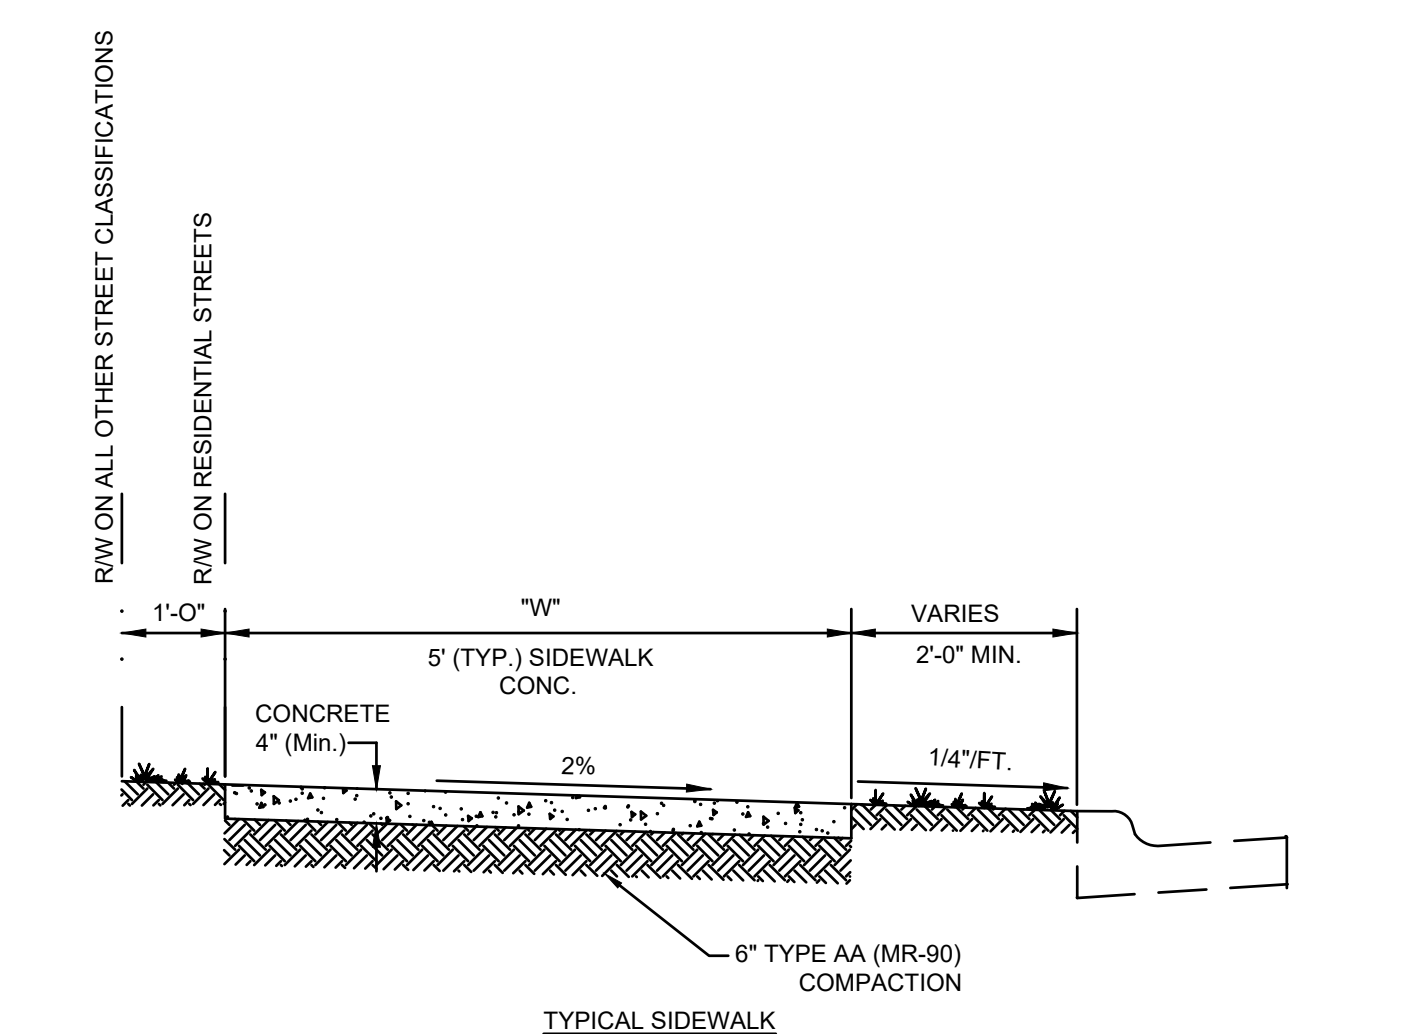 R/W ON ALL OTHER STREET CLASSIFICATIONS
R/W ON RESIDENTIAL STREETS
1'-O"
"W"
VARIES
5' (TYP.) SIDEWALK
CONC.
2'-0" MIN.
CONCRETE
4" (Min.)
2%
1/4"/FT.
6" TYPE AA (MR-90)
COMPACTION
TYPICAL SIDEWALK